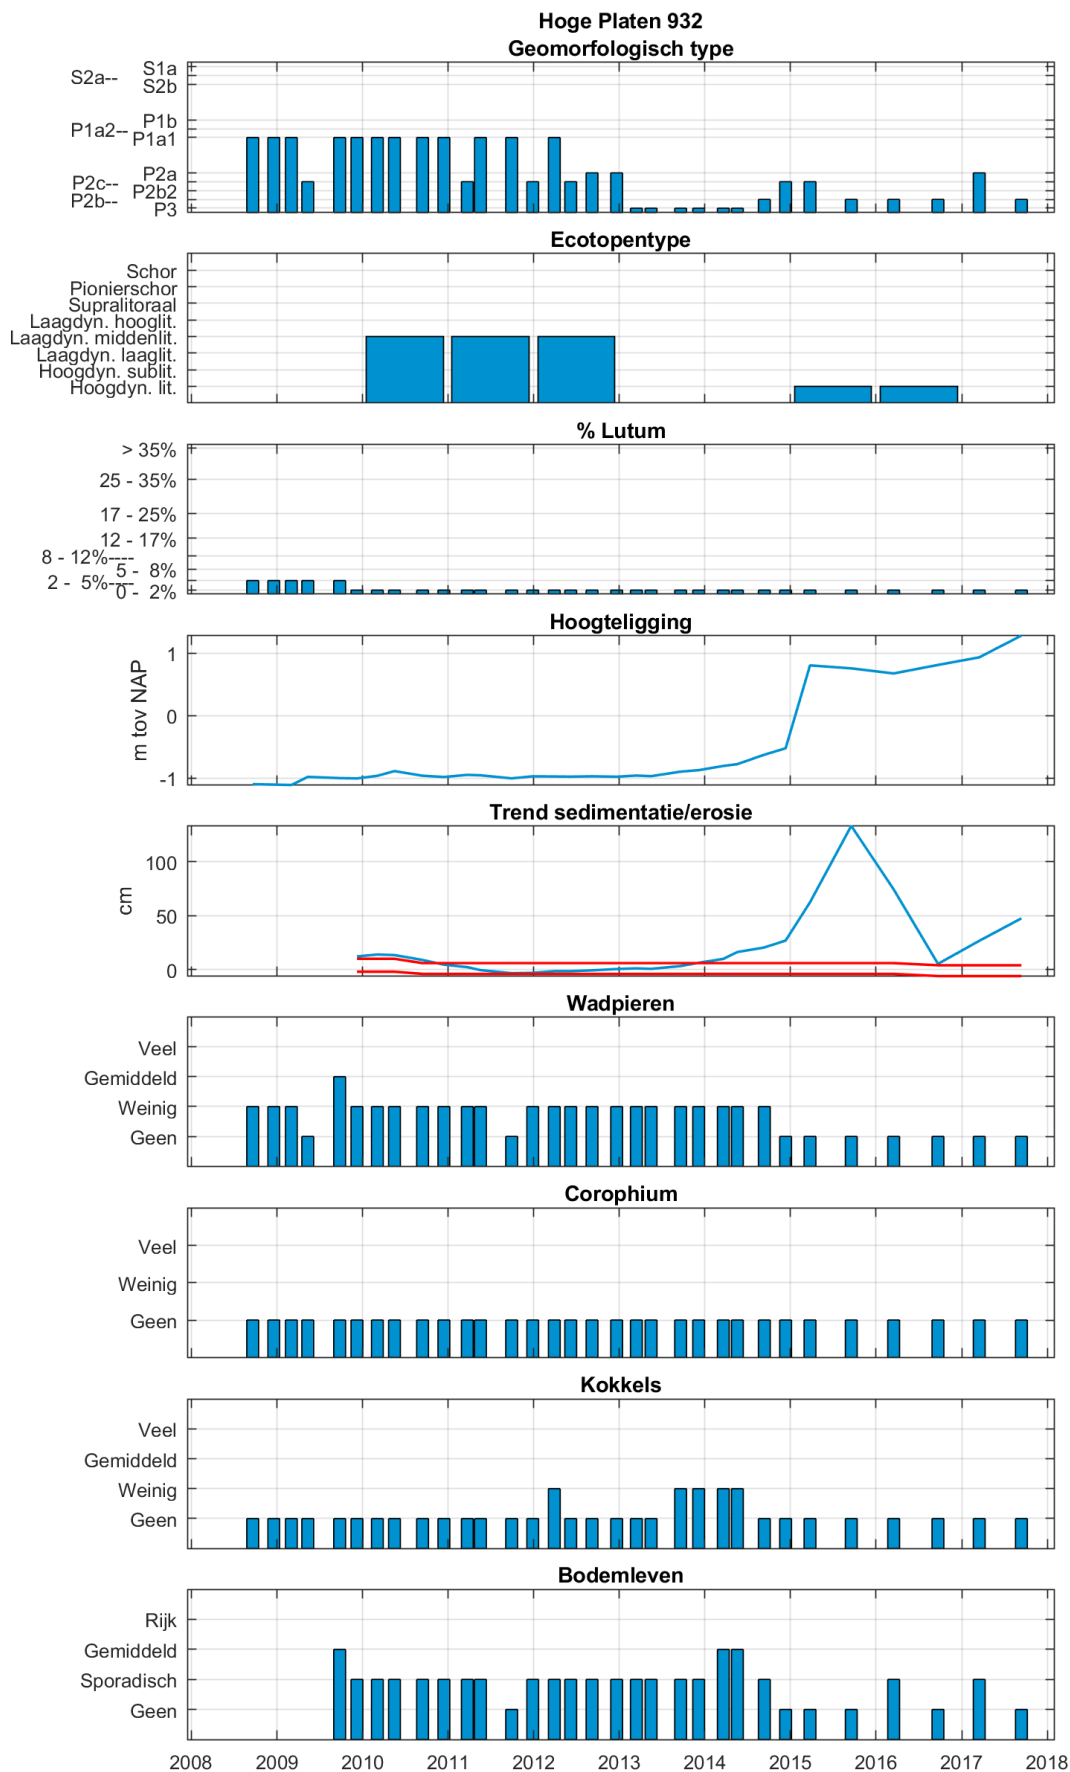 Hoge Platen 932
Geomorfologisch type
S1a
S2a--
S2b
P1b
P1a2--
P1a1
P2a
P2c--
P2b2
P2b--
P3
Ecotopentype
Schor
Pionierschor
Supralitoraal
Laagdyn. hooglit.
Laagdyn. middenlit.
Laagdyn. laaglit.
Hoogdyn. sublit.
Hoogdyn. lit.
% Lutum
> 35%
25 - 35%
17 - 25%
12 - 17%
8 - 12%----
5 - 8%
2 - 5%----
0 - 2%
Hoogteligging
m tov NAP
1
0
-1
Trend sedimentatie/erosie
cm
100
50
0
Wadpieren
Veel
Gemiddeld
Weinig
Geen
Corophium
Veel
Weinig
Geen
Kokkels
Veel
Gemiddeld
Weinig
Geen
Bodemleven
Rijk
Gemiddeld
Sporadisch
Geen
2008 2009 2010 2011 2012 2013 2014 2015 2016 2017 2018